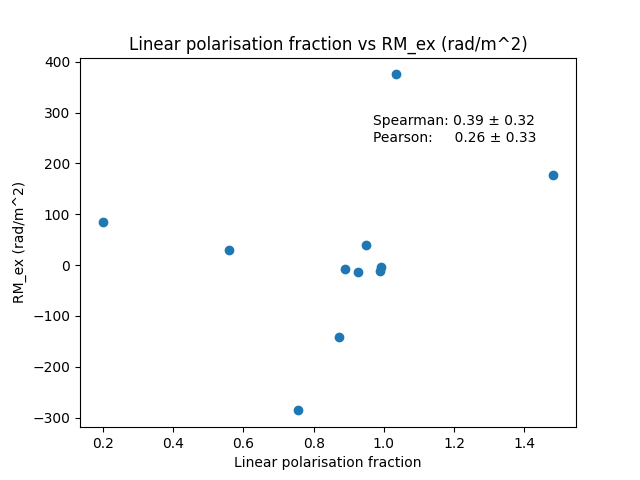 Linear polarisation fraction vs RM_ex (rad/m^2)
400
300
200
100
0
−100
−200
−300
RM_ex (rad/m^2)
Spearman: 0.39 ± 0.32
Pearson: 0.26 ± 0.33
0.2 0.4 0.6 0.8 1.0 1.2 1.4
Linear polarisation fraction